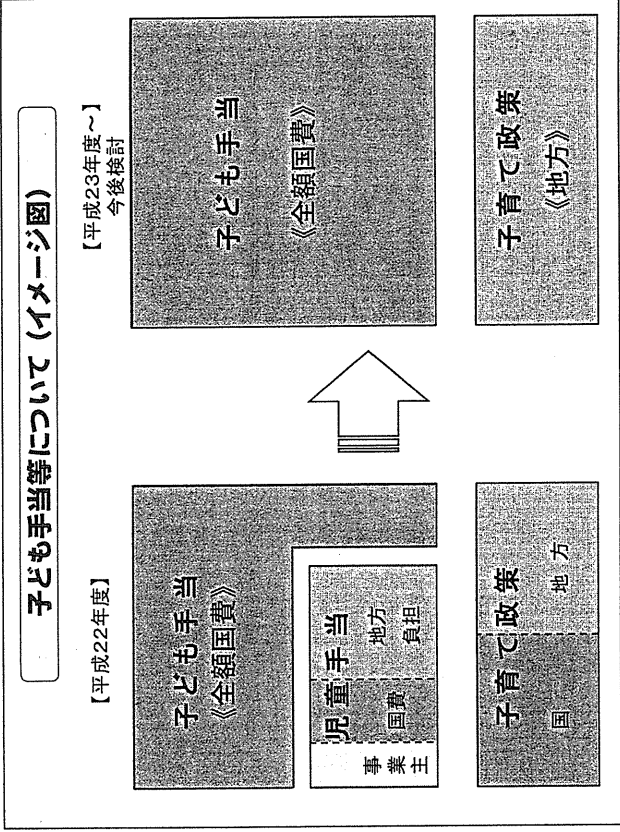 子ども手当等について（イメージ図）
【平成22年度】
子ども手当
《全額国費》
児童手当
事業主
国費
地方
負担
子育て政策
国
地方
【平成23年度～】
今後検討
子ども手当
《全額国費》
子育て政策
《地方》